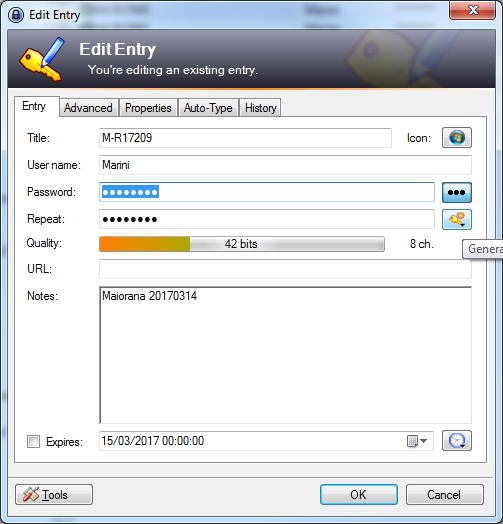 Edit Entry
Edit Entry
You're editing an existing entry.
Entry Advanced Properties Auto-Type History
Title: M-R17209 Icon:
User name: Marini
Password: ●●●●●●●● ●●●
Repeat: ●●●●●●●●
Quality: 42 bits 8 ch.
Genera
URL:
Notes: Maiorana 20170314
Expires: 15/03/2017 00:00:00
Tools OK Cancel